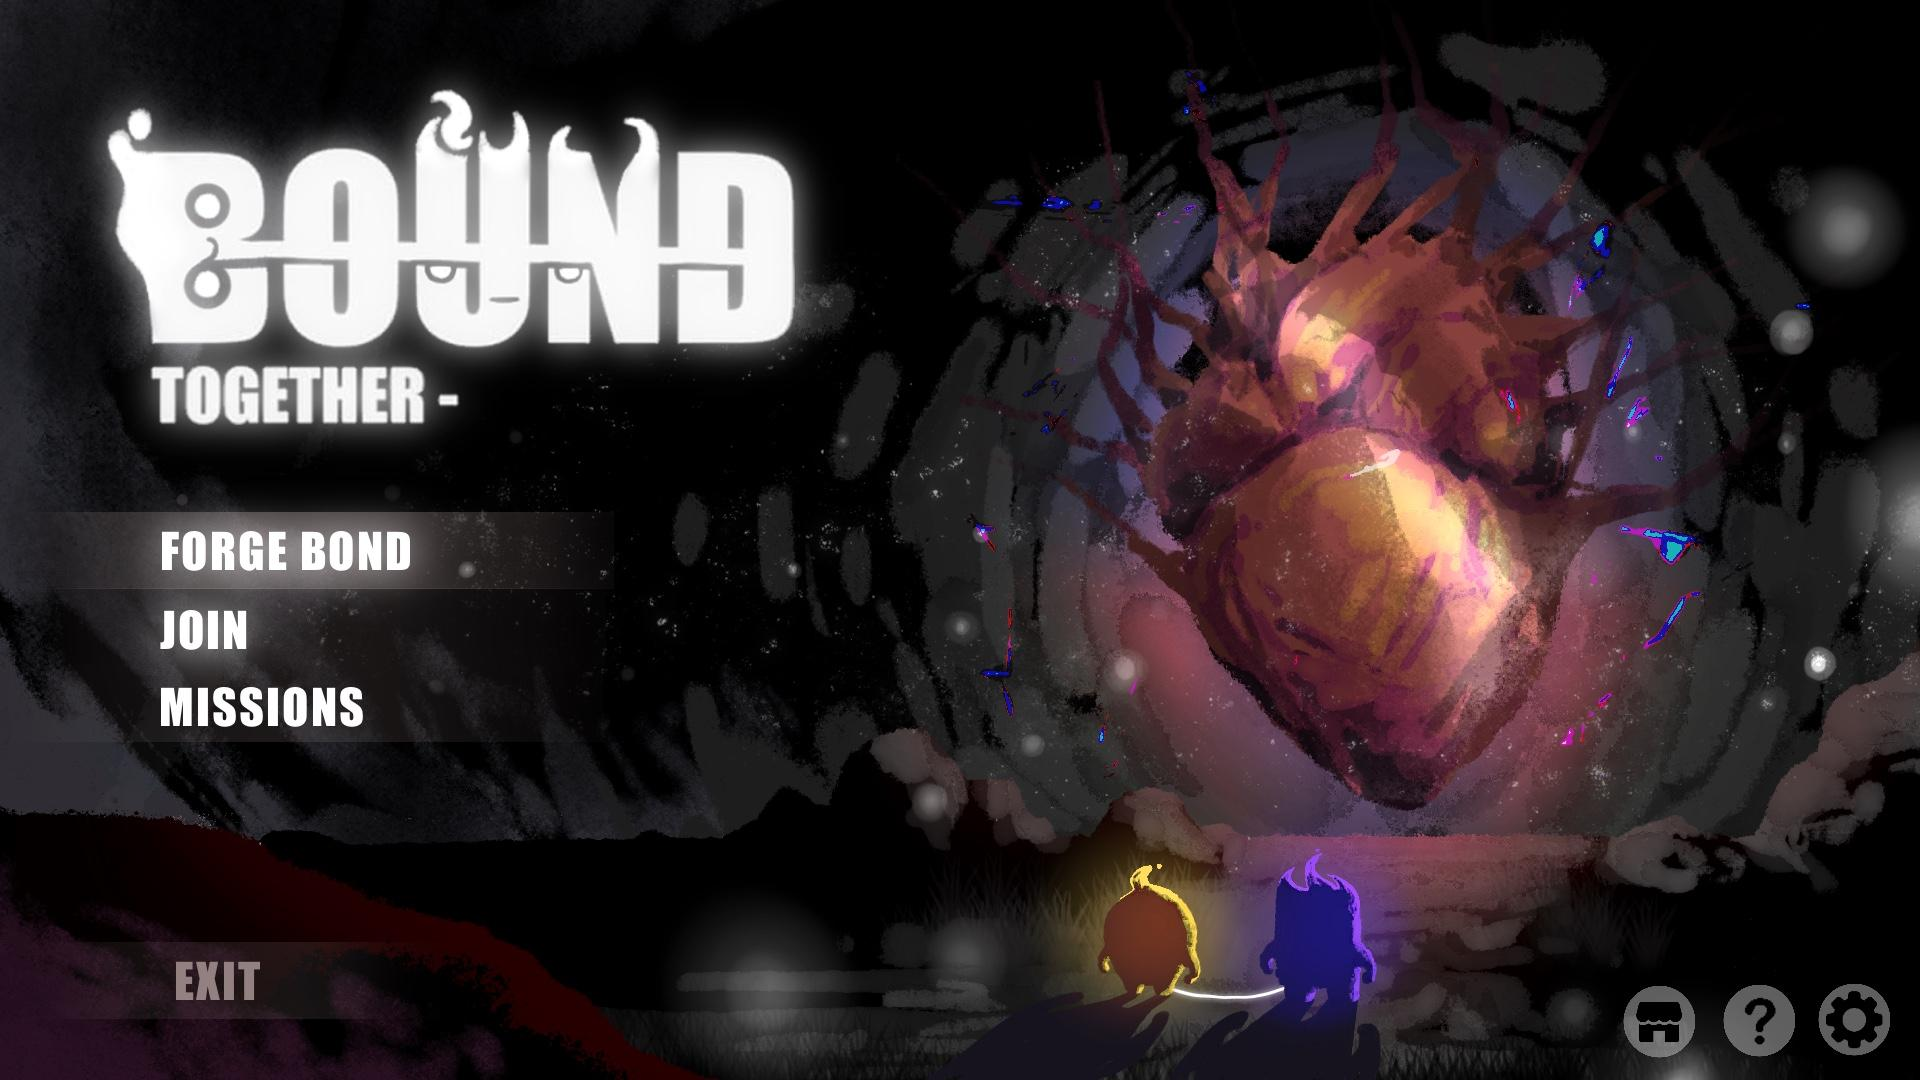 BOUND
TOGETHER -
FORGE BOND
JOIN
MISSIONS
EXIT
?